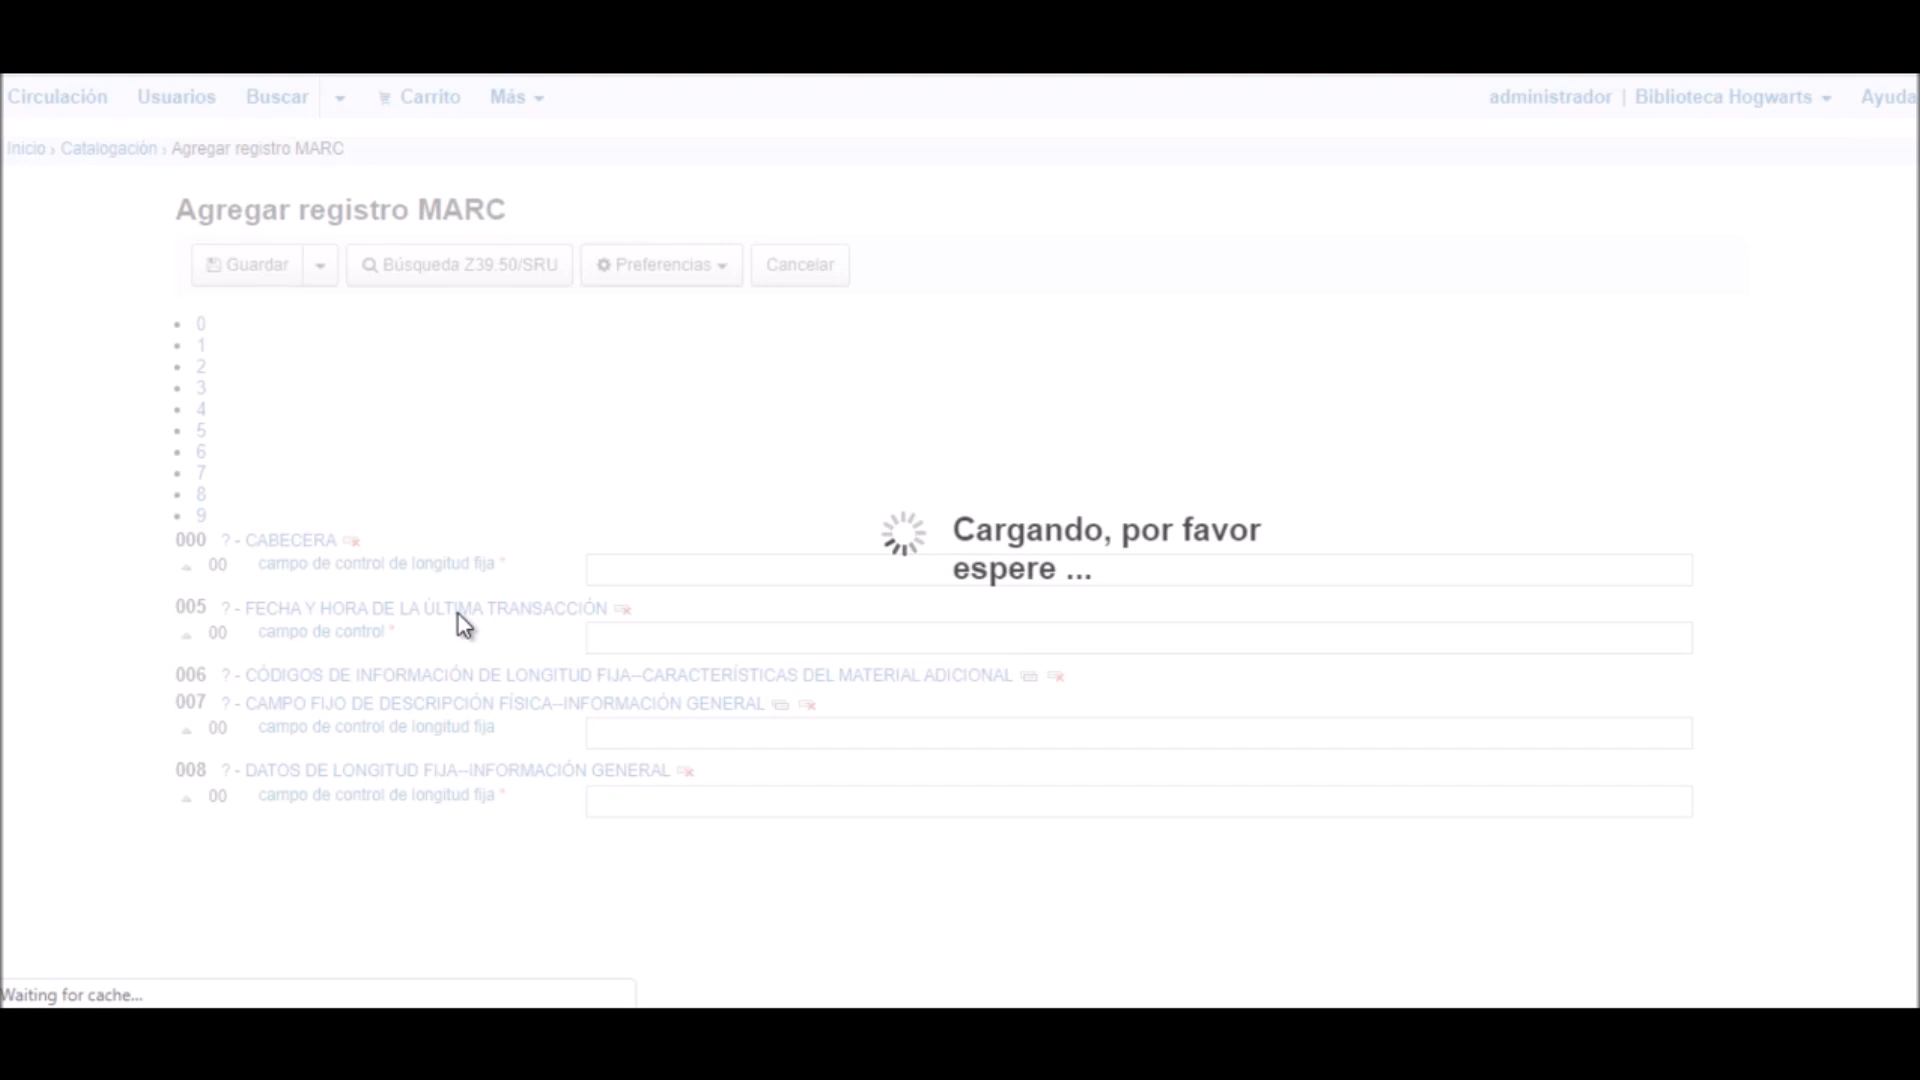 Circulación Usuarios Buscar Carrito Más administrador | Biblioteca Hogwarts Ayuda
Inicio › Catalogación › Agregar registro MARC
Agregar registro MARC
Guardar Búsqueda Z39.50/SRU Preferencias Cancelar
• 0
• 1
• 2
• 3
• 4
• 5
• 6
• 7
• 8
• 9
Cargando, por favor
espere ...
000 ? - CABECERA
00 campo de control de longitud fija *
005 ? - FECHA Y HORA DE LA ÚLTIMA TRANSACCIÓN
00 campo de control *
006 ? - CÓDIGOS DE INFORMACIÓN DE LONGITUD FIJA--CARACTERÍSTICAS DEL MATERIAL ADICIONAL
007 ? - CAMPO FIJO DE DESCRIPCIÓN FÍSICA--INFORMACIÓN GENERAL
00 campo de control de longitud fija
008 ? - DATOS DE LONGITUD FIJA--INFORMACIÓN GENERAL
00 campo de control de longitud fija *
Waiting for cache...